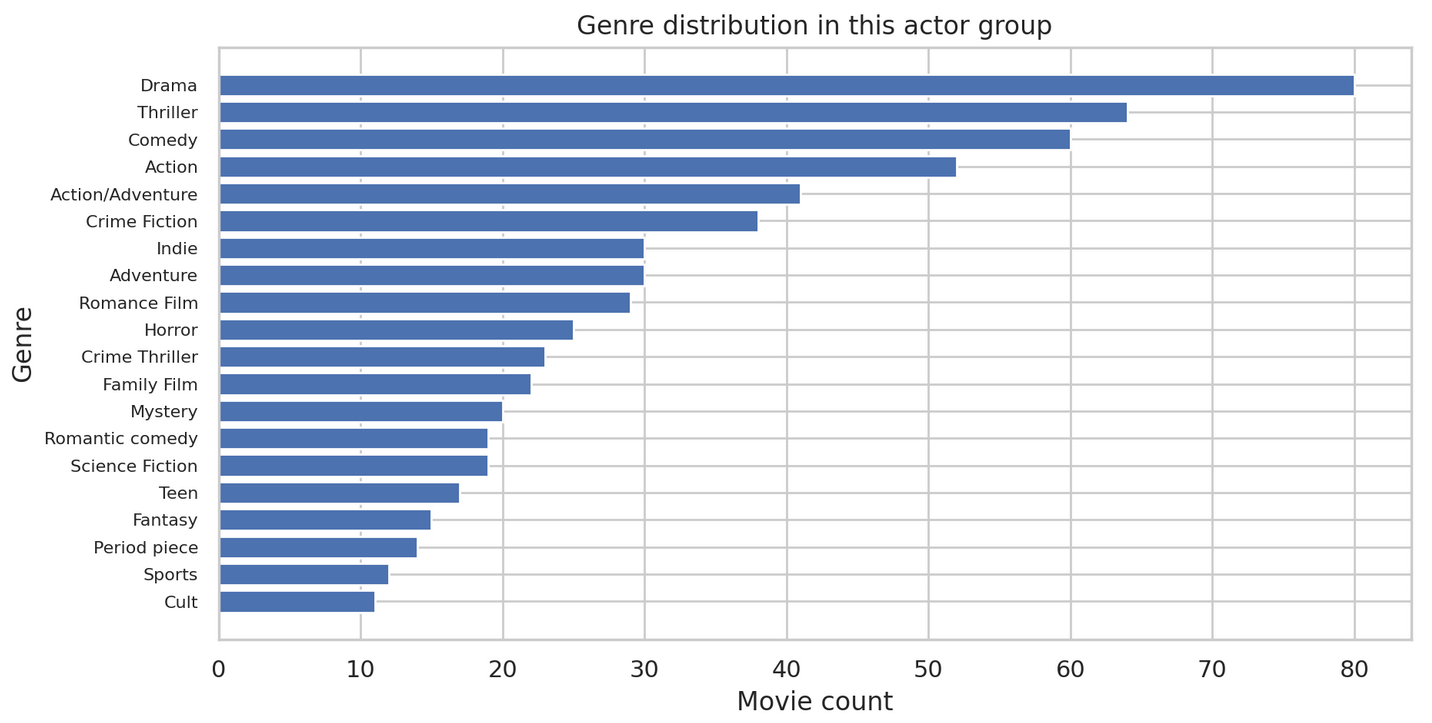 Genre distribution in this actor group
Genre
Drama
Thriller
Comedy
Action
Action/Adventure
Crime Fiction
Indie
Adventure
Romance Film
Horror
Crime Thriller
Family Film
Mystery
Romantic comedy
Science Fiction
Teen
Fantasy
Period piece
Sports
Cult
0 10 20 30 40 50 60 70 80
Movie count